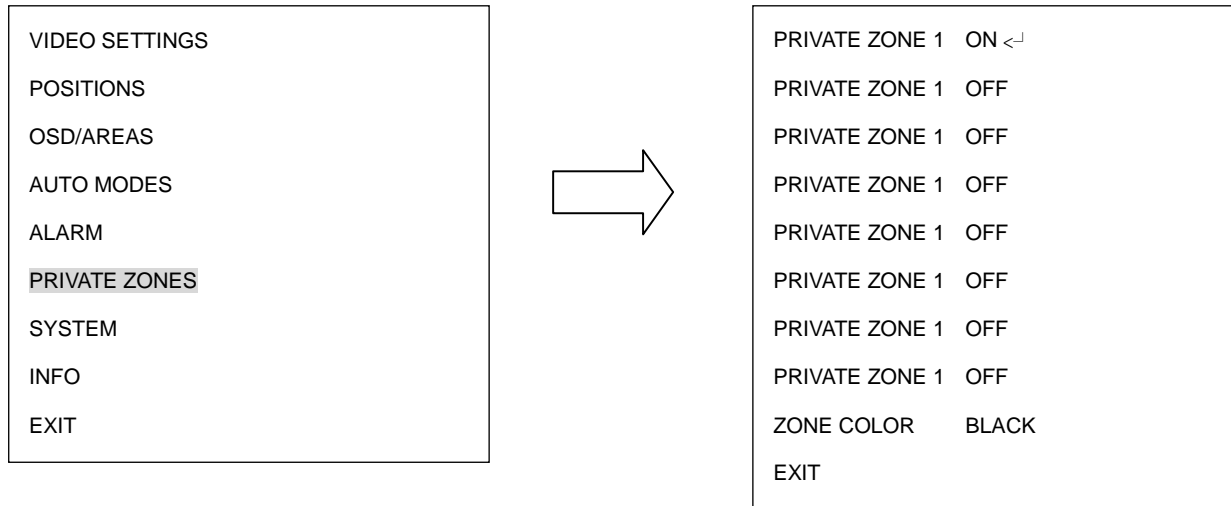 VIDEO SETTINGS
POSITIONS
OSD/AREAS
AUTO MODES
ALARM
PRIVATE ZONES
SYSTEM
INFO
EXIT
PRIVATE ZONE 1 ON <┘
PRIVATE ZONE 1 OFF
PRIVATE ZONE 1 OFF
PRIVATE ZONE 1 OFF
PRIVATE ZONE 1 OFF
PRIVATE ZONE 1 OFF
PRIVATE ZONE 1 OFF
PRIVATE ZONE 1 OFF
ZONE COLOR BLACK
EXIT